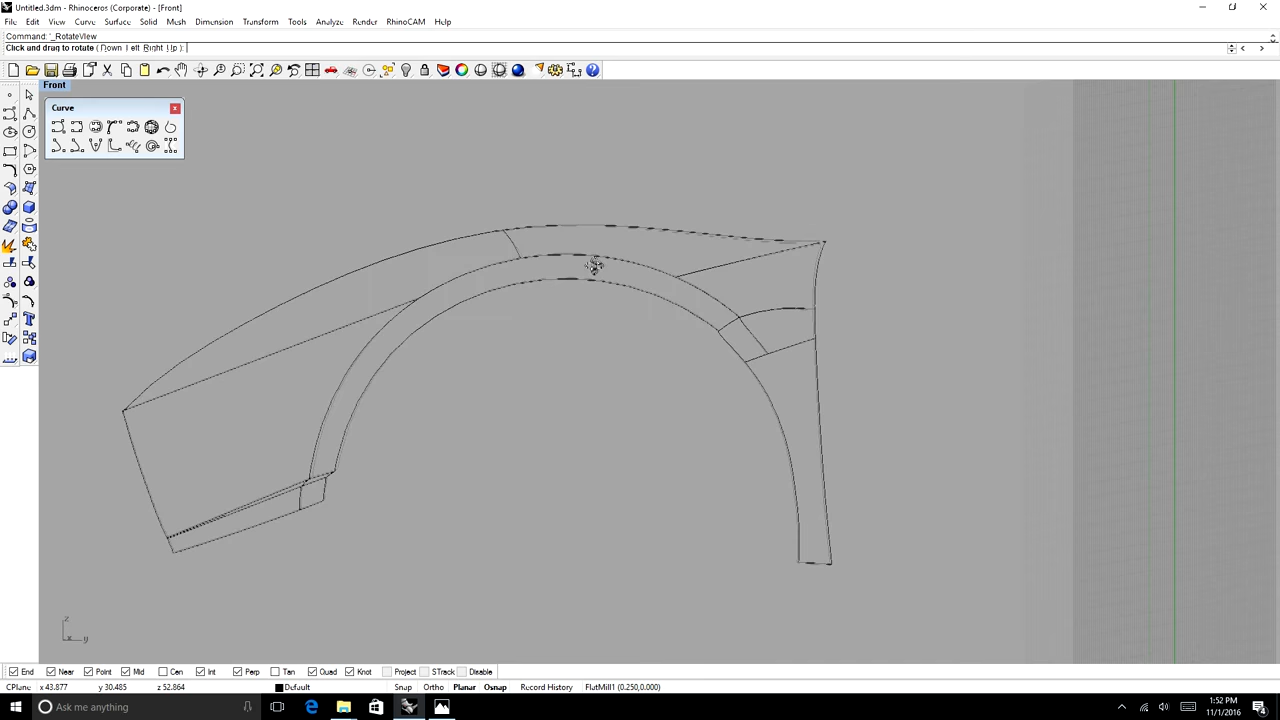 Untitled.3dm - Rhinoceros (Corporate) - [Front]
File Edit View Curve Surface Solid Mesh Dimension Transform Tools Analyze Render RhinoCAM Help
Command: '_RotateView
Click and drag to rotate ( Down Left Right Up ):
Front
Curve
z
x y
End Near Point Mid Cen Int Perp Tan Quad Knot Project STrack Disable
CPlane x 43.877 y 30.485 z 52.864 Default Snap Ortho Planar Osnap Record History FlatMill1 (0.250,0.000)
Ask me anything
1:52 PM
11/1/2016